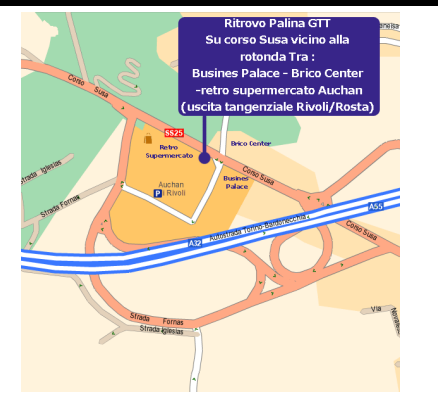 Ritrovo Palina GTT
Su corso Susa vicino alla
rotonda Tra :
Busines Palace - Brico Center
-retro supermercato Auchan
(uscita tangenziale Rivoli/Rosta)
Corso Susa
SS25
Retro
Supermercato
Brico Center
Corso Susa
Busines
Palace
Strada Iglesias
Auchan
Rivoli
P
Strada Fornas
A55
Autostrada Torino-Bardonecchia
A32
Corso Susa
Via
Strada Fornas
Strada Iglesias